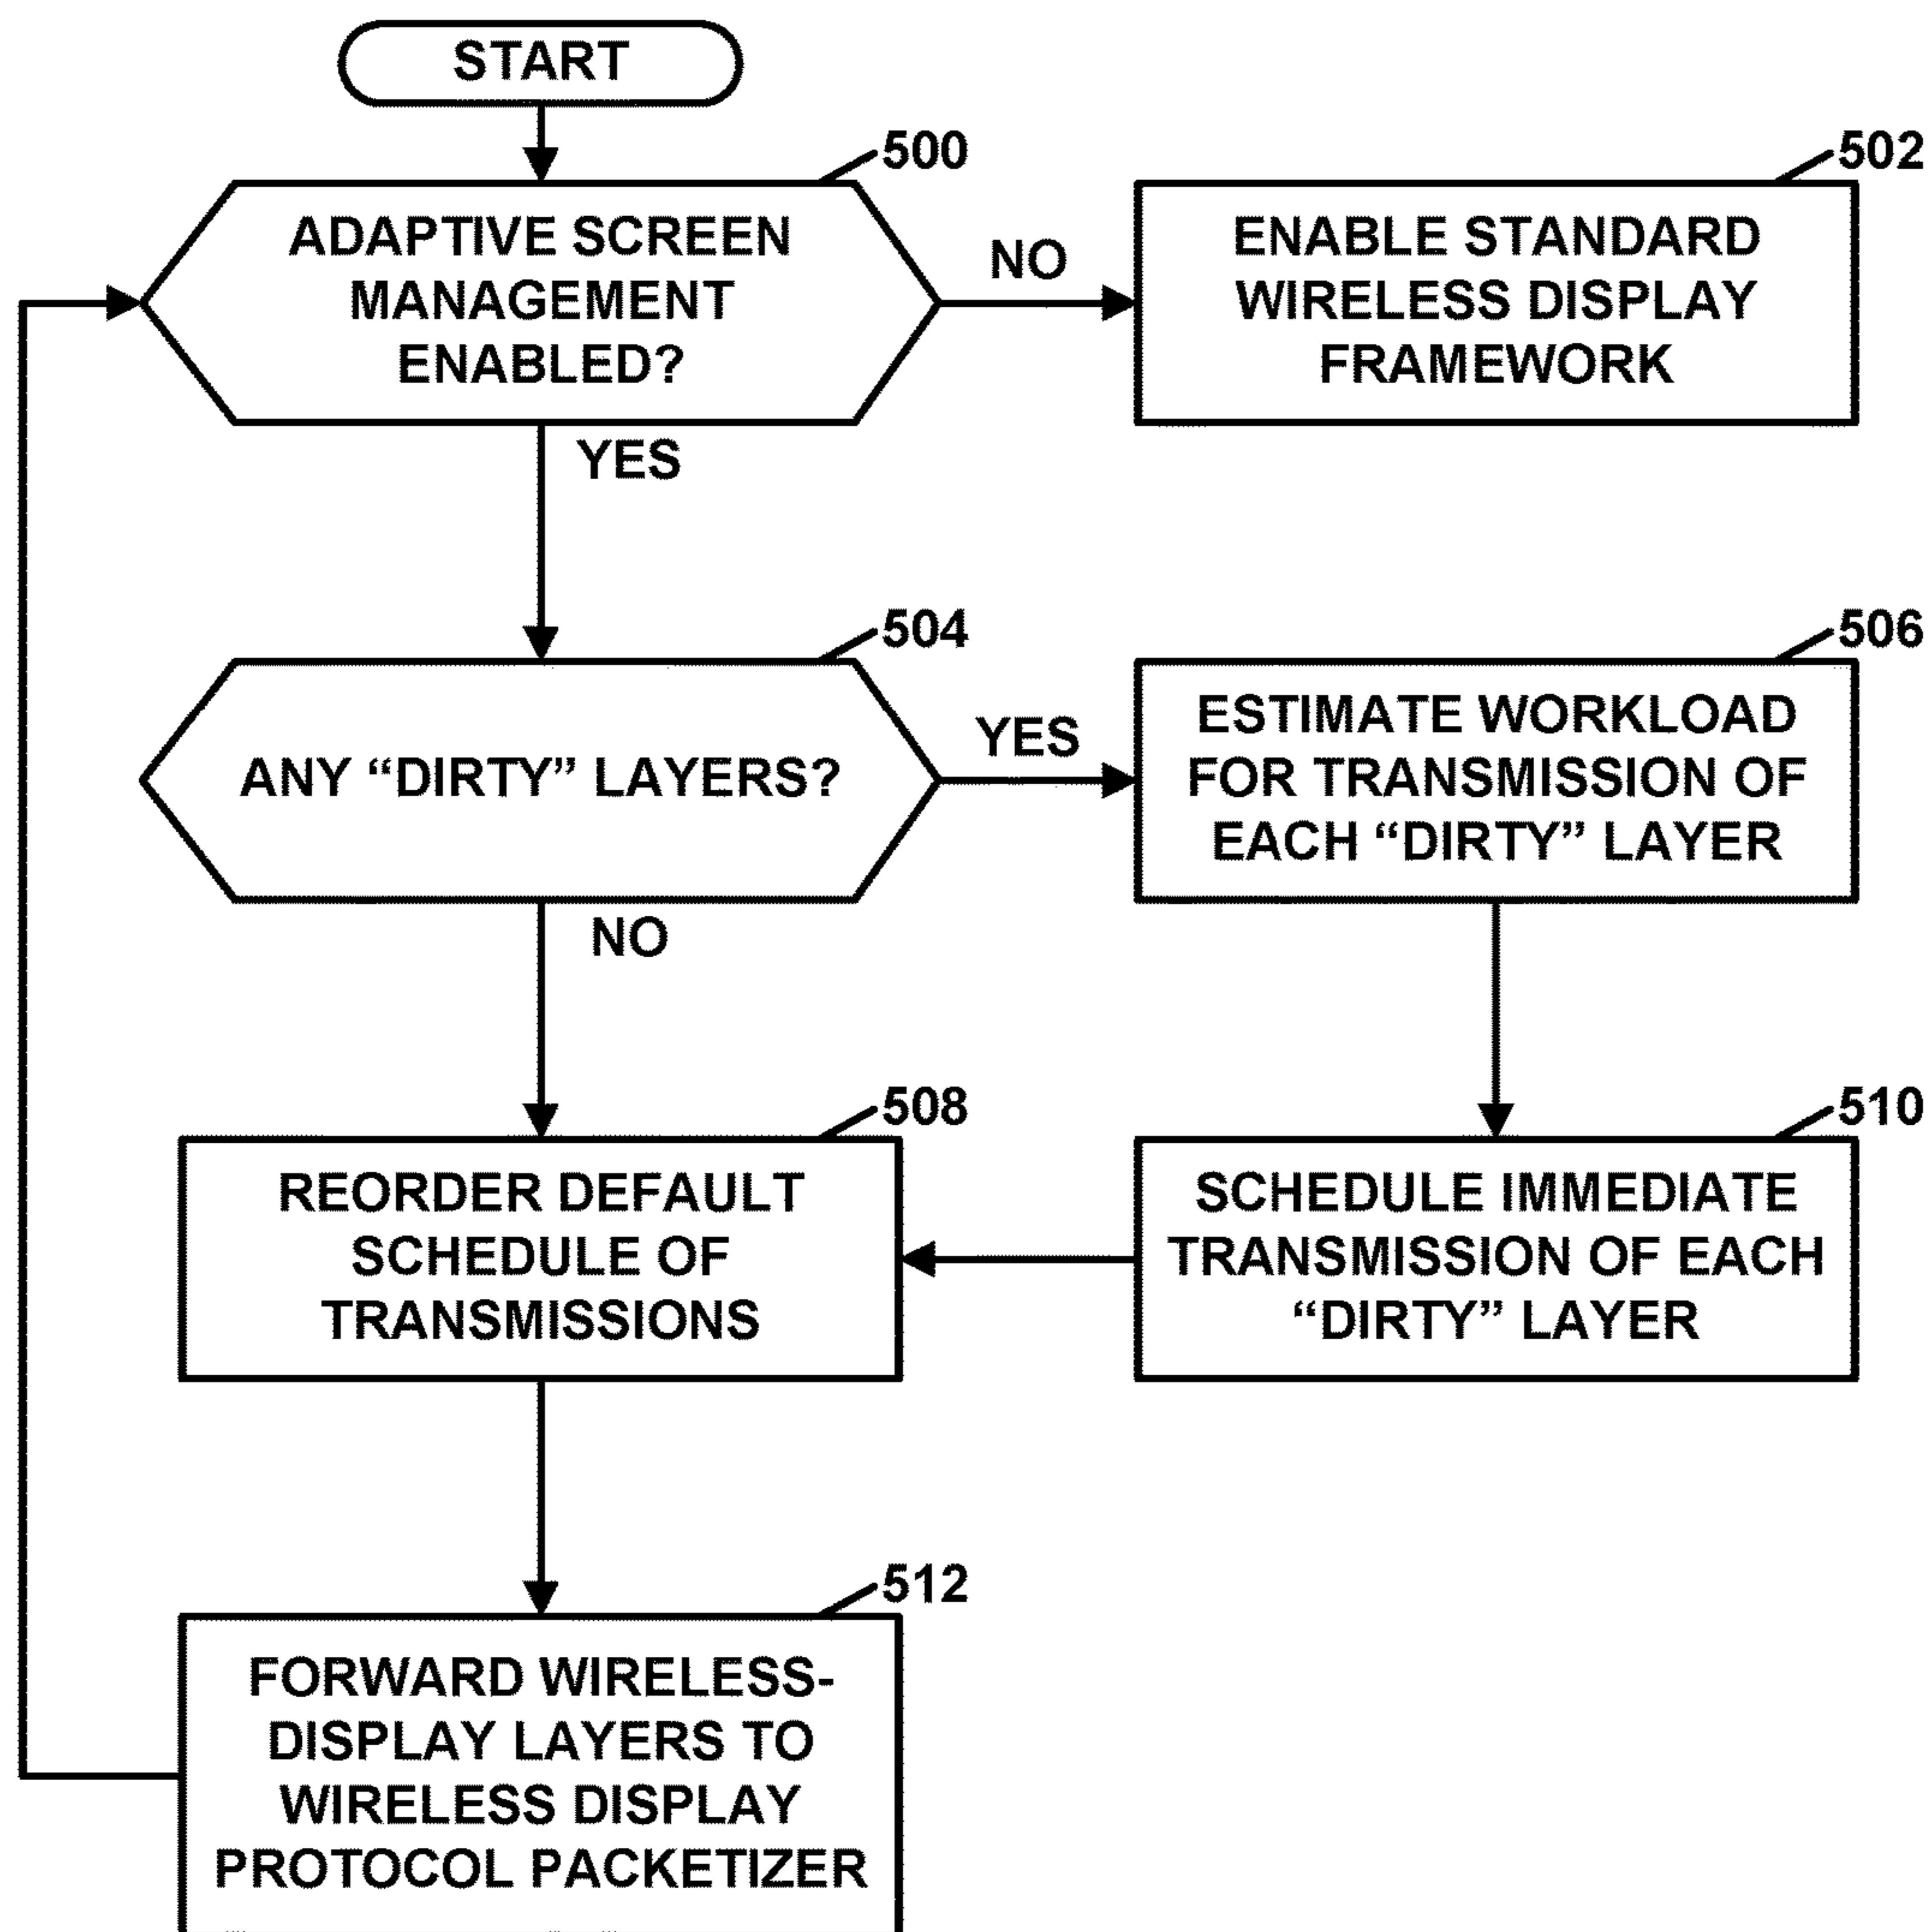 START
500
ADAPTIVE SCREEN
MANAGEMENT
ENABLED?
NO
502
ENABLE STANDARD
WIRELESS DISPLAY
FRAMEWORK
YES
504
ANY “DIRTY” LAYERS?
YES
506
ESTIMATE WORKLOAD
FOR TRANSMISSION OF
EACH “DIRTY” LAYER
NO
508
REORDER DEFAULT
SCHEDULE OF
TRANSMISSIONS
510
SCHEDULE IMMEDIATE
TRANSMISSION OF EACH
“DIRTY” LAYER
512
FORWARD WIRELESS-
DISPLAY LAYERS TO
WIRELESS DISPLAY
PROTOCOL PACKETIZER